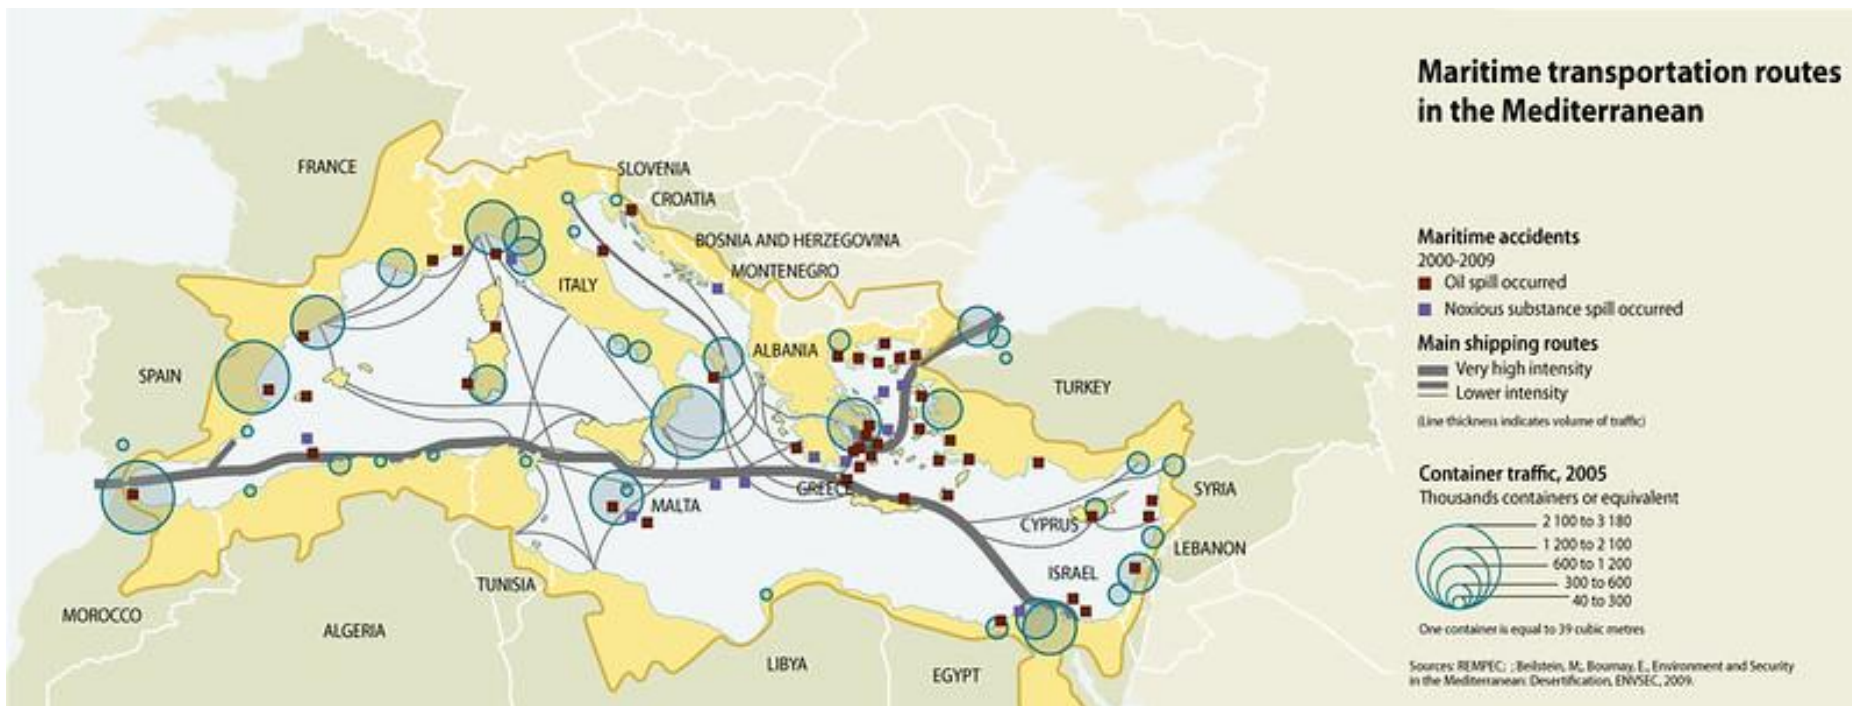 Maritime transportation routes
in the Mediterranean
FRANCE
SLOVENIA
CROATIA
BOSNIA AND HERZEGOVINA
MONTENEGRO
ITALY
ALBANIA
SPAIN
TURKEY
GREECE
MALTA
SYRIA
CYPRUS
LEBANON
ISRAEL
TUNISIA
MOROCCO
ALGERIA
LIBYA
EGYPT
Maritime accidents
2000-2009
Oil spill occurred
Noxious substance spill occurred
Main shipping routes
Very high intensity
Lower intensity
(Line thickness indicates volume of traffic)
Container traffic, 2005
Thousands containers or equivalent
2 100 to 3 180
1 200 to 2 100
600 to 1 200
300 to 600
40 to 300
One container is equal to 39 cubic metres
Sources: REMPEC; ; Beilstein, M; Bournay, E., Environment and Security
in the Mediterranean: Desertification, ENVSEC, 2009.